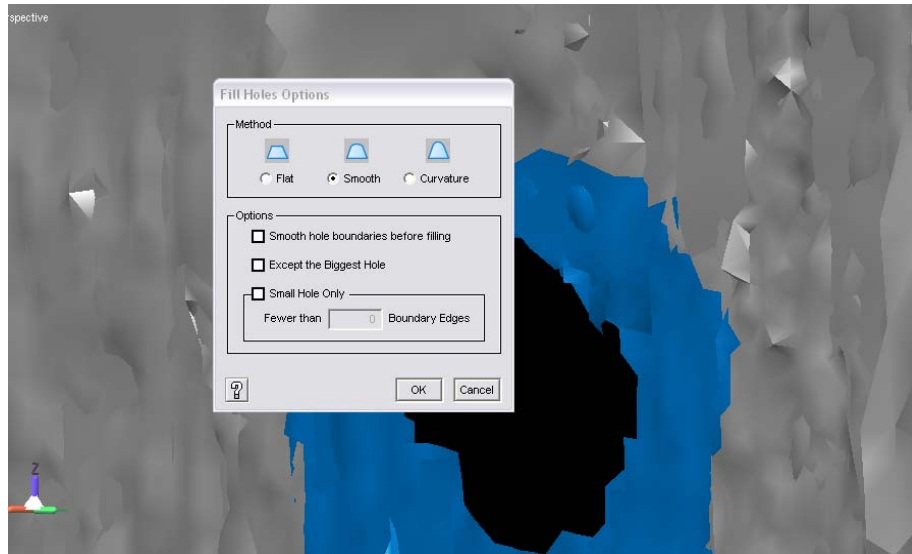 spective
Fill Holes Options
Method
Flat Smooth Curvature
Options
Smooth hole boundaries before filling
Except the Biggest Hole
Small Hole Only
Fewer than 0 Boundary Edges
? OK Cancel
Z